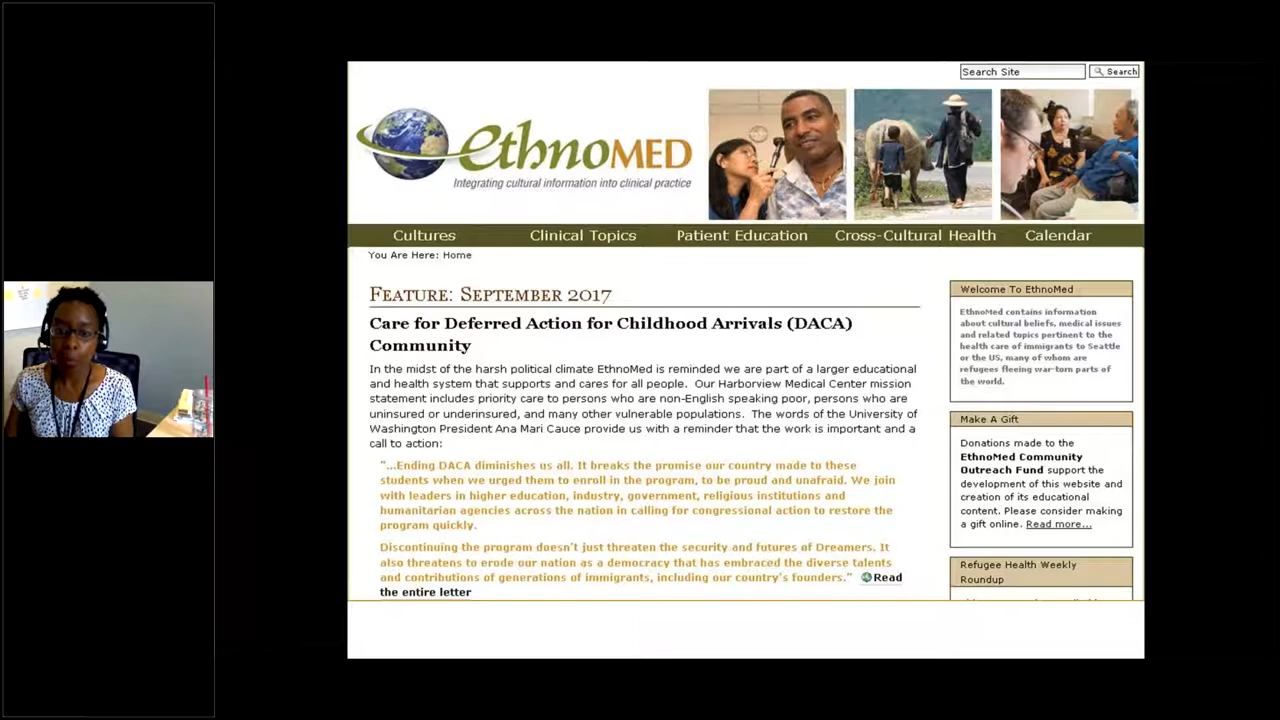 Search Site
Search
ethnoMED
Integrating cultural information into clinical practice
Cultures Clinical Topics Patient Education Cross-Cultural Health Calendar
You Are Here: Home
Feature: September 2017
Care for Deferred Action for Childhood Arrivals (DACA)
Community
In the midst of the harsh political climate EthnoMed is reminded we are part of a larger educational
and health system that supports and cares for all people. Our Harborview Medical Center mission
statement includes priority care to persons who are non-English speaking poor, persons who are
uninsured or underinsured, and many other vulnerable populations. The words of the University of
Washington President Ana Mari Cauce provide us with a reminder that the work is important and a
call to action:
"...Ending DACA diminishes us all. It breaks the promise our country made to these
students when we urged them to enroll in the program, to be proud and unafraid. We join
with leaders in higher education, industry, government, religious institutions and
humanitarian agencies across the nation in calling for congressional action to restore the
program quickly.
Discontinuing the program doesn't just threaten the security and futures of Dreamers. It
also threatens to erode our nation as a democracy that has embraced the diverse talents
and contributions of generations of immigrants, including our country's founders." Read
the entire letter
Welcome To EthnoMed
EthnoMed contains information
about cultural beliefs, medical issues
and related topics pertinent to the
health care of immigrants to Seattle
or the US, many of whom are
refugees fleeing war-torn parts of
the world.
Make A Gift
Donations made to the
EthnoMed Community
Outreach Fund support the
development of this website and
creation of its educational
content. Please consider making
a gift online. Read more...
Refugee Health Weekly
Roundup